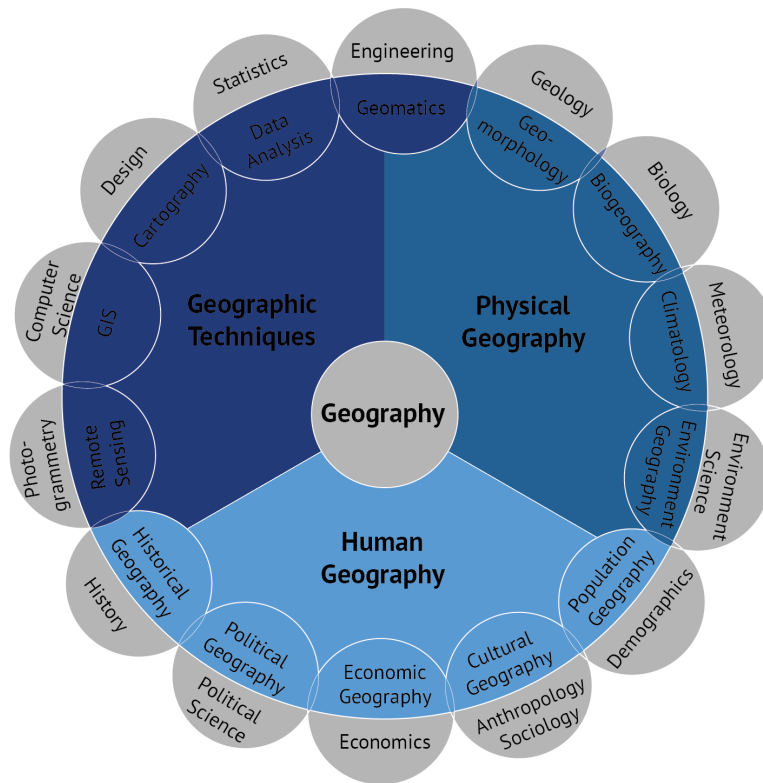 Engineering
Geomatics
Geology
Geo-
morphology
Biology
Biogeography
Meteorology
Climatology
Environment
Science
Environment
Geography
Demographics
Population
Geography
Anthropology
Sociology
Cultural
Geography
Economics
Economic
Geography
Political
Science
Political
Geography
History
Historical
Geography
Photo-
grammetry
Remote
Sensing
Computer
Science
GIS
Design
Cartography
Statistics
Data
Analysis
Geographic
Techniques
Physical
Geography
Geography
Human
Geography